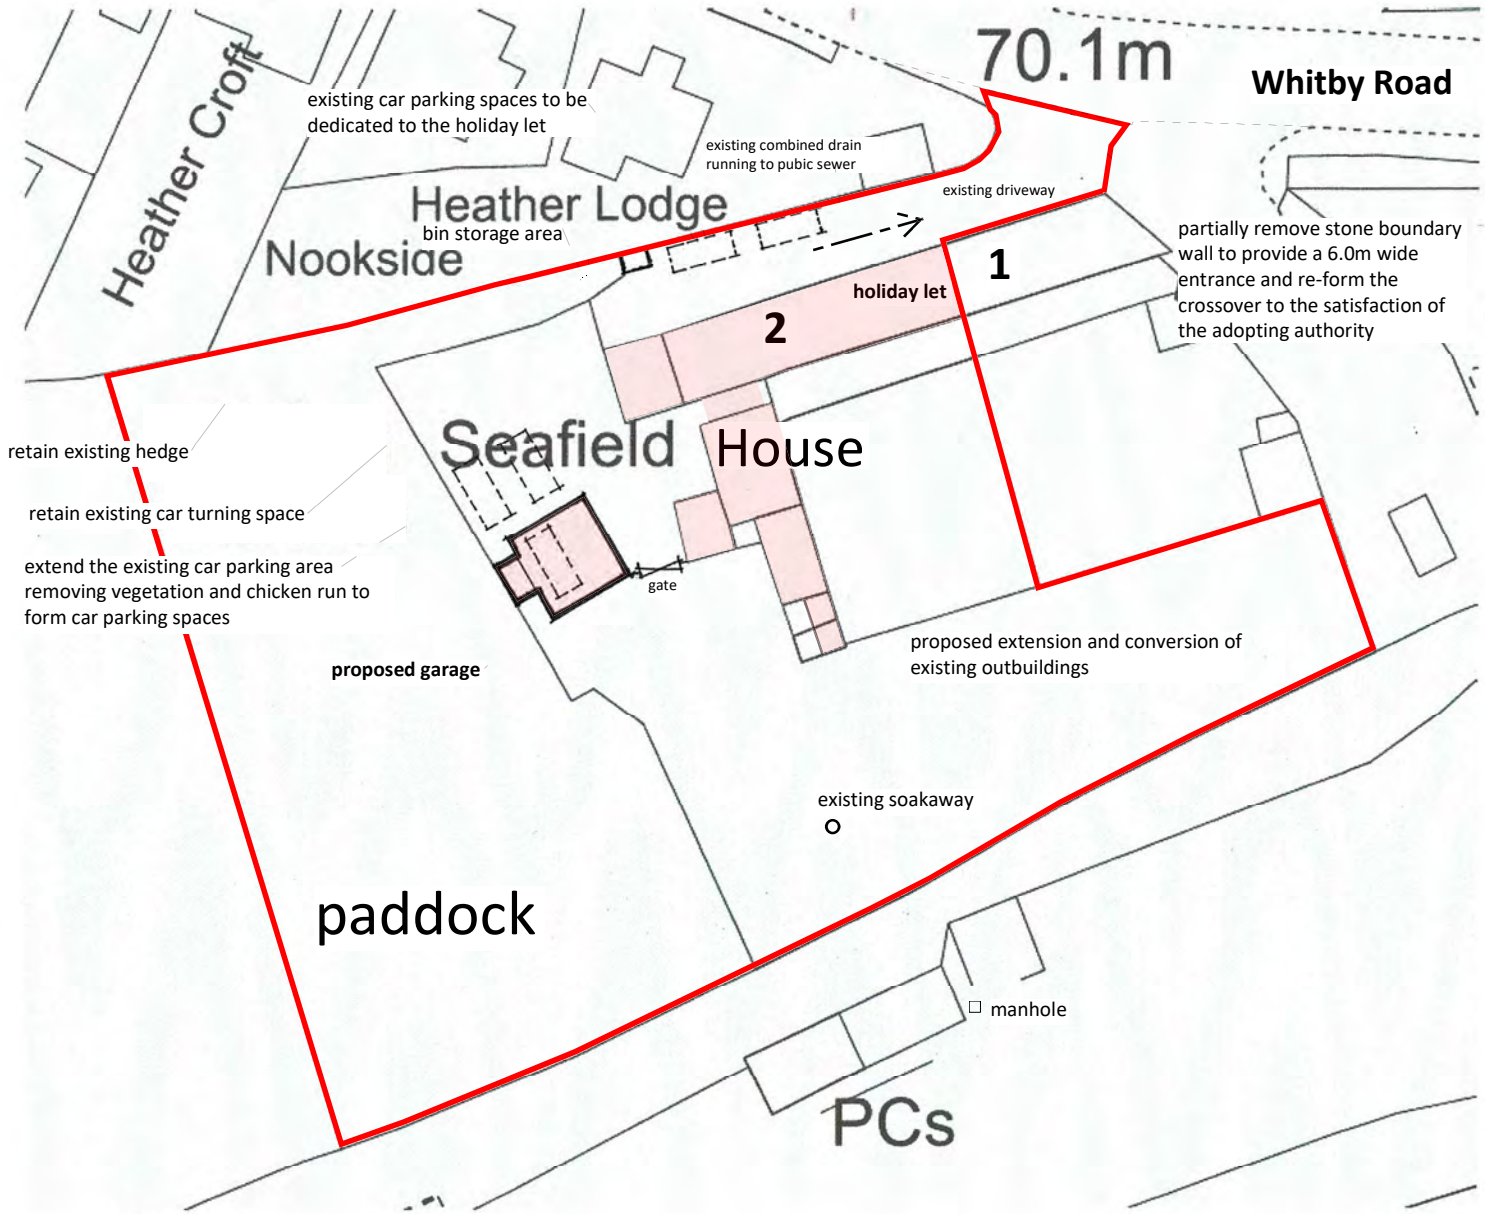 70.1m
Whitby Road
Heather Croft
existing car parking spaces to be
dedicated to the holiday let
existing combined drain
running to pubic sewer
existing driveway
Heather Lodge
bin storage area
Nookside
partially remove stone boundary
wall to provide a 6.0m wide
entrance and re-form the
crossover to the satisfaction of
the adopting authority
1
holiday let
2
retain existing hedge
Seafield House
retain existing car turning space
extend the existing car parking area
removing vegetation and chicken run to
form car parking spaces
gate
proposed garage
proposed extension and conversion of
existing outbuildings
existing soakaway
paddock
manhole
PCs